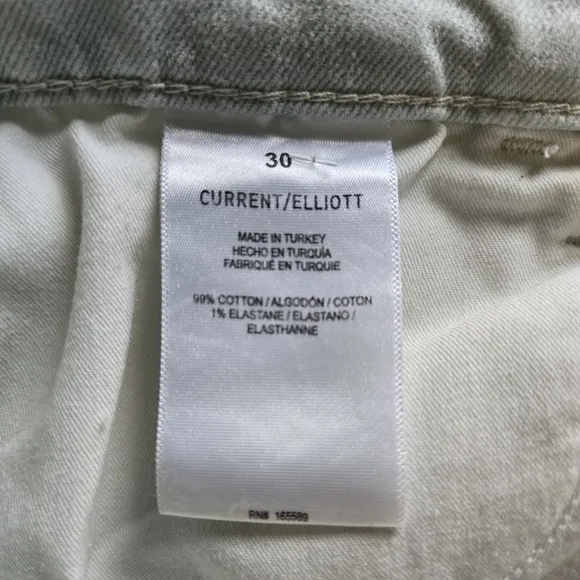 30
CURRENT/ELLIOTT
MADE IN TURKEY
HECHO EN TURQUÍA
FABRIQUÉ EN TURQUIE
99% COTTON / ALGODÓN / COTON
1% ELASTANE / ELASTANO /
ELASTHANNE
RN# 165589